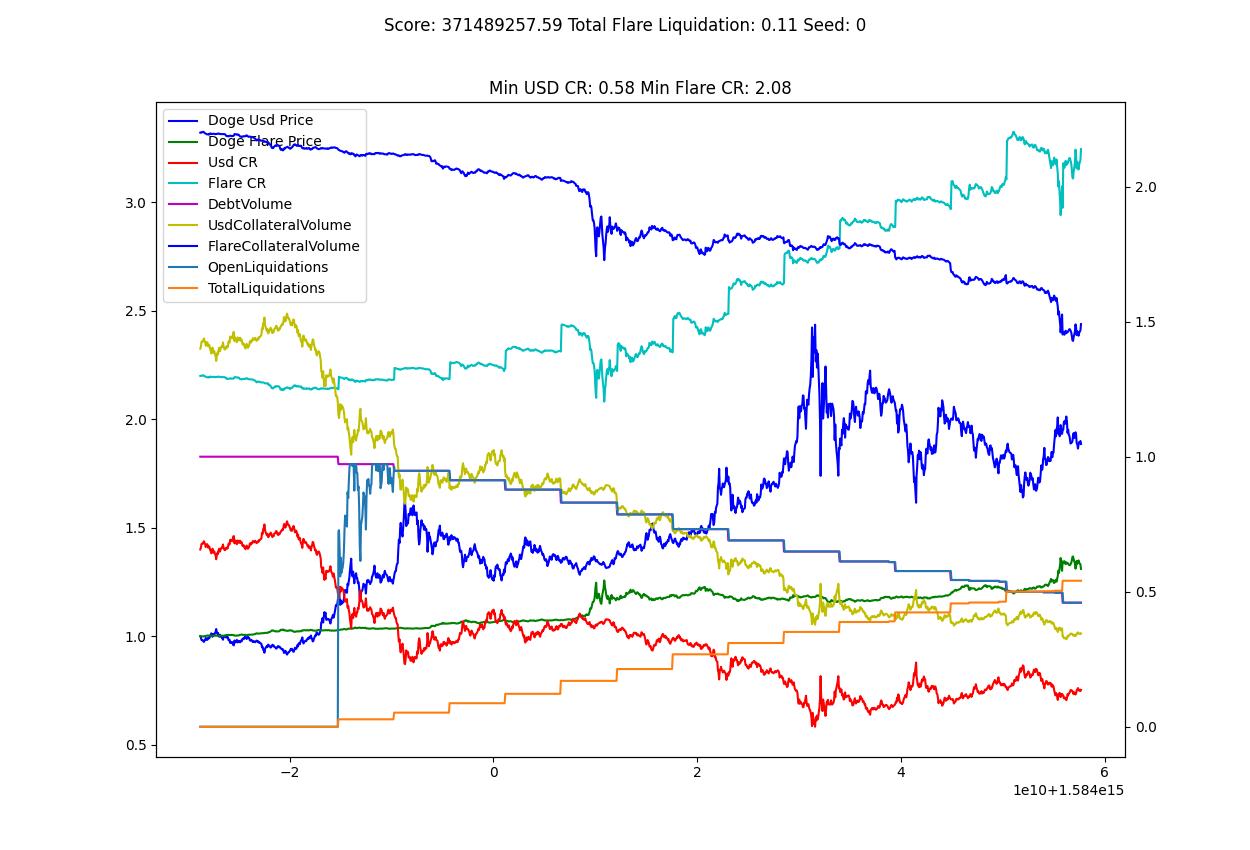 Score: 371489257.59 Total Flare Liquidation: 0.11 Seed: 0
Min USD CR: 0.58 Min Flare CR: 2.08
Doge Usd Price
Doge Flare Price
Usd CR
Flare CR
DebtVolume
UsdCollateralVolume
FlareCollateralVolume
OpenLiquidations
TotalLiquidations
3.0
2.5
2.0
1.5
1.0
0.5
2.0
1.5
1.0
0.5
0.0
−2 0 2 4 6
1e10+1.584e15